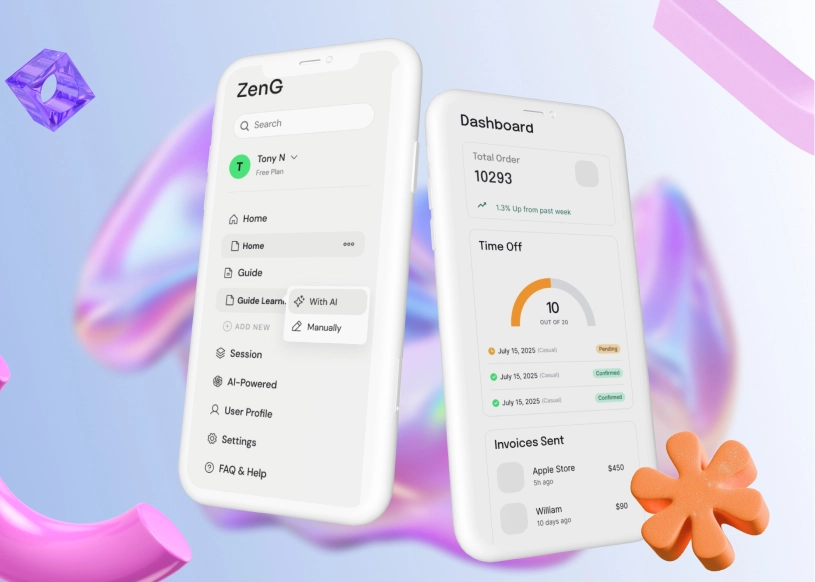 ZenG
Search
T
Tony N
Free Plan
Home
Home
Guide
Guide Learn
With AI
Manually
ADD NEW
Session
AI-Powered
User Profile
Settings
FAQ & Help
Dashboard
Total Order
10293
1.3% Up from past week
Time Off
10
OUT OF 20
July 15, 2025 (Casual) Pending
July 15, 2025 (Casual) Confirmed
July 15, 2025 (Casual) Confirmed
Invoices Sent
Apple Store $450
5h ago
William $90
10 days ago